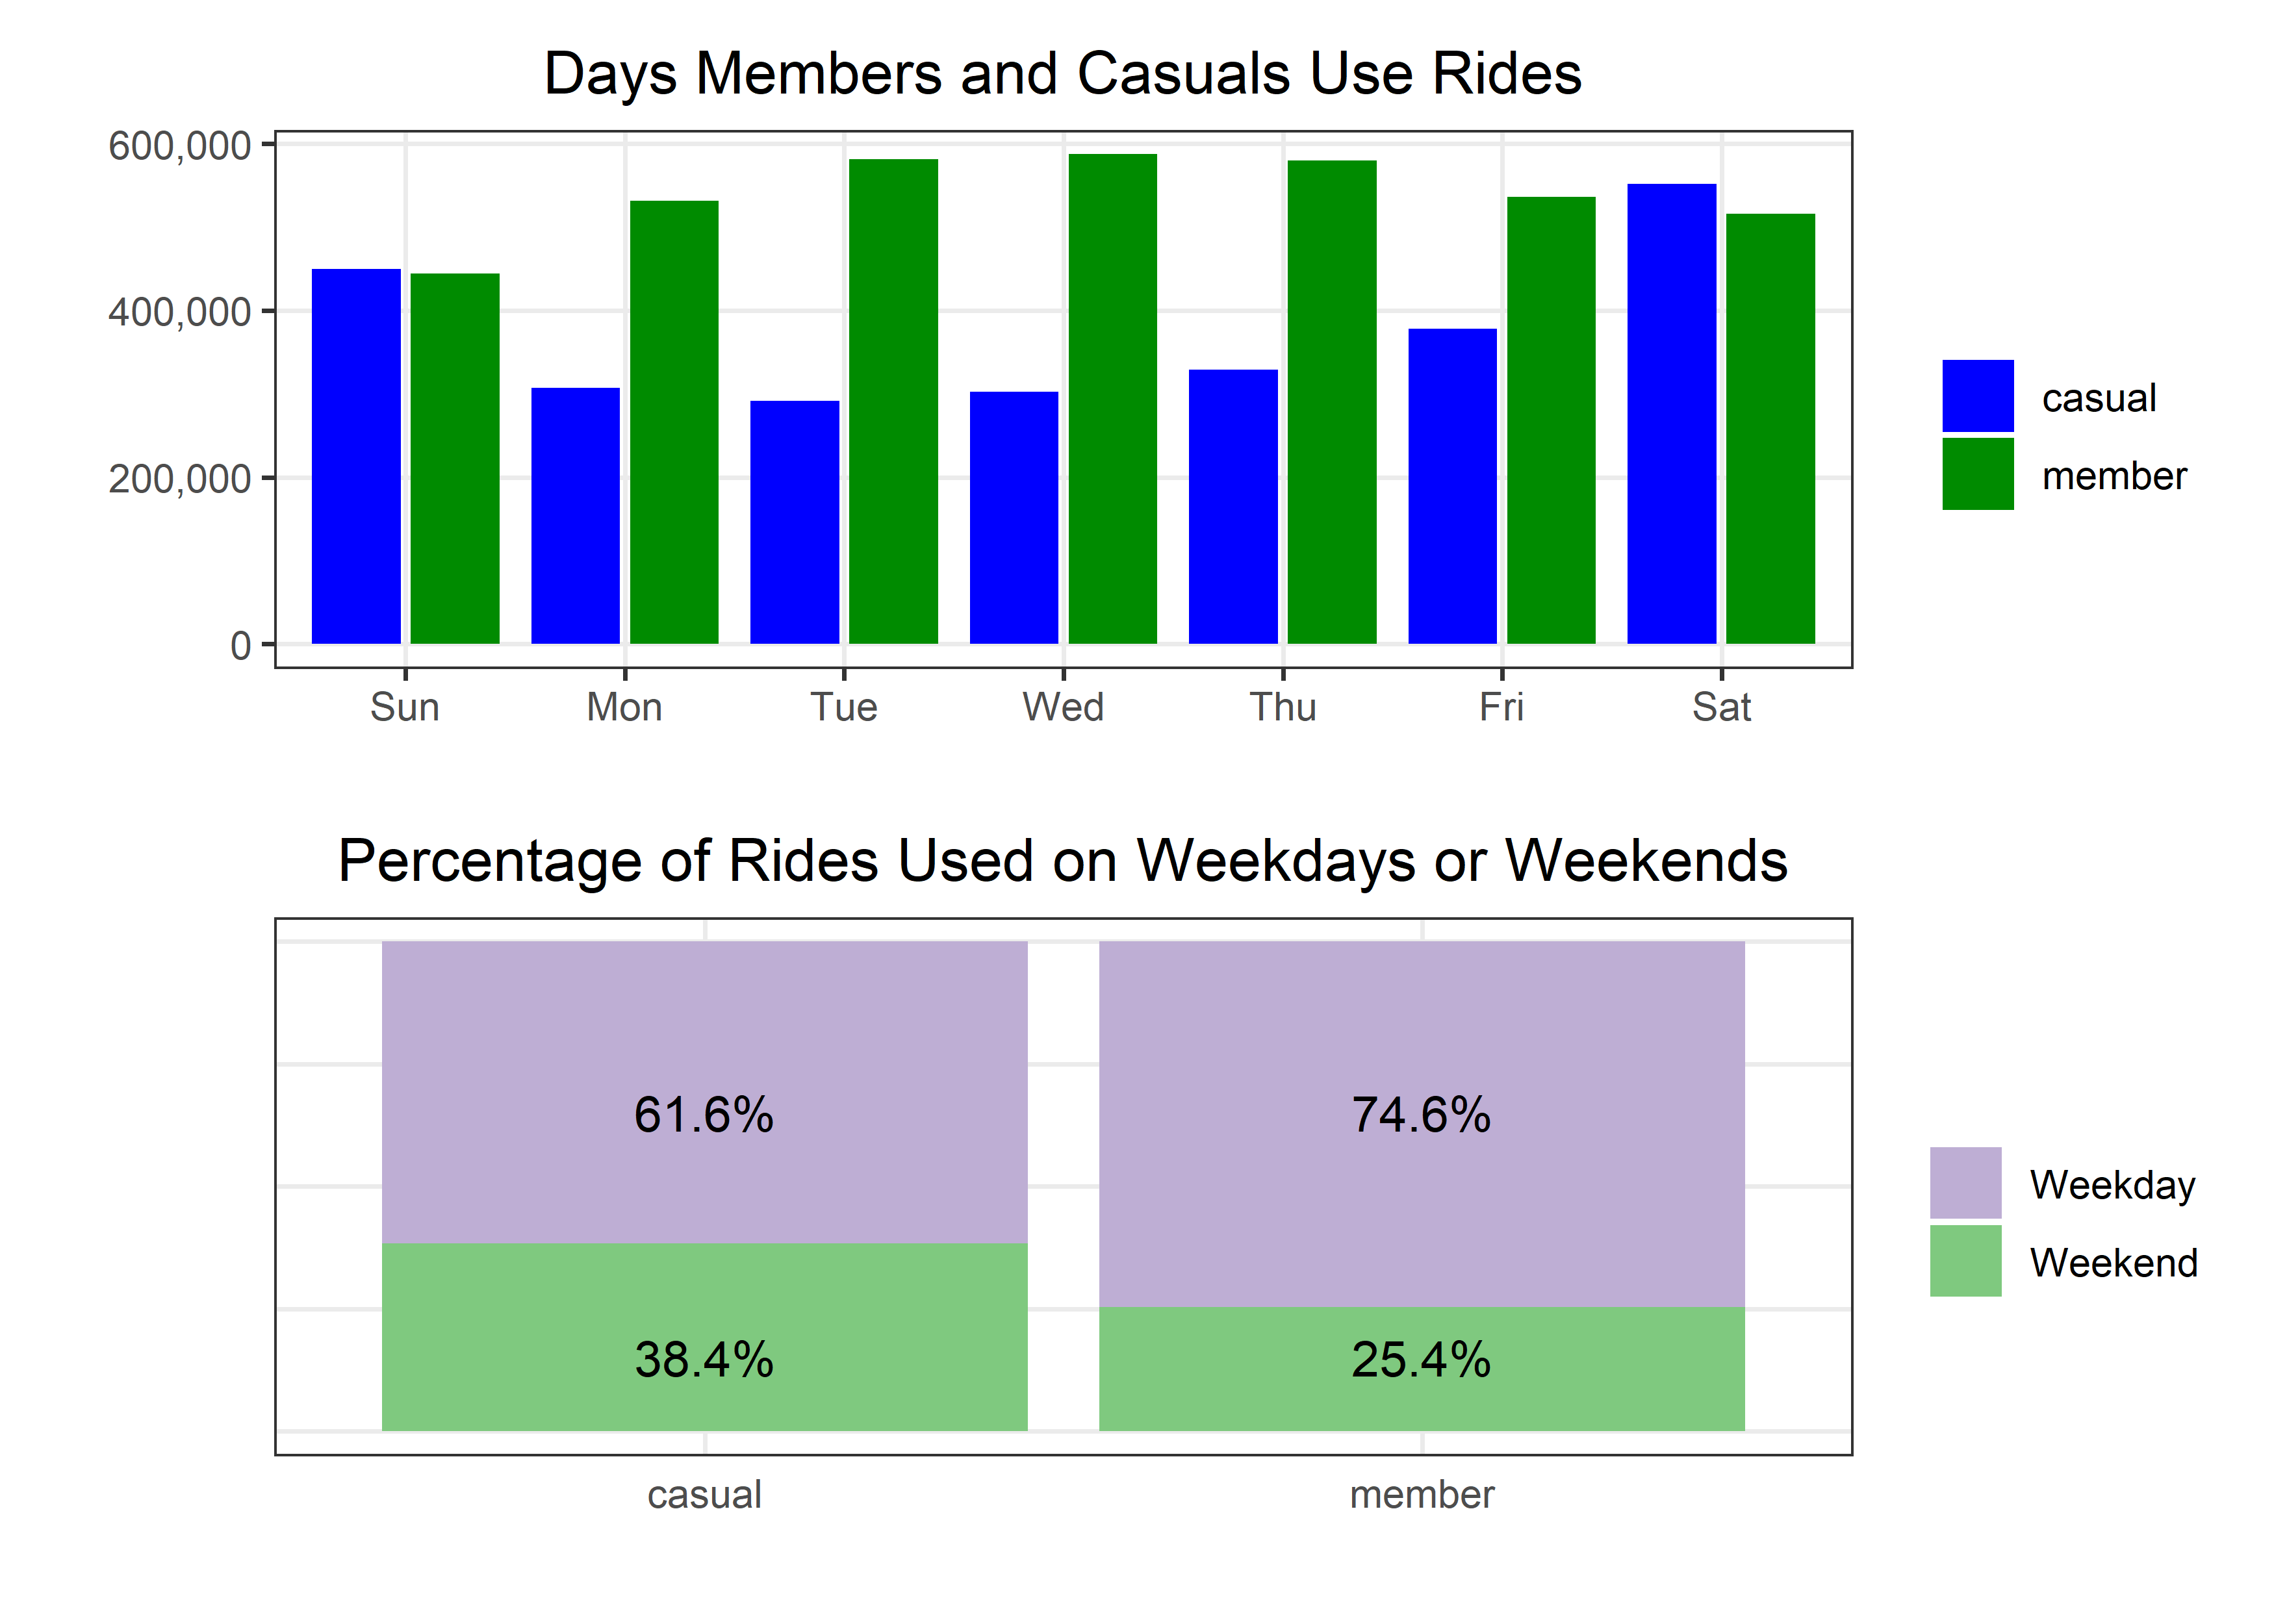 Days Members and Casuals Use Rides
600,000
400,000
200,000
0
Sun Mon Tue Wed Thu Fri Sat
casual
member
Percentage of Rides Used on Weekdays or Weekends
61.6% 74.6%
38.4% 25.4%
casual member
Weekday
Weekend